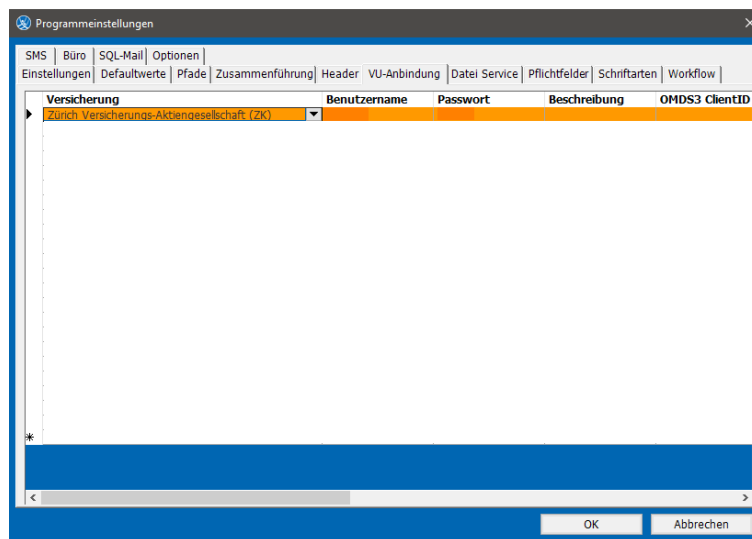 Programmeinstellungen
SMS Büro SQL-Mail Optionen
Einstellungen Defaultwerte Pfade Zusammenführung Header VU-Anbindung Datei Service Pflichtfelder Schriftarten Workflow
Versicherung Benutzername Passwort Beschreibung OMDS3 ClientID
Zürich Versicherungs-Aktiengesellschaft (ZK)
OK Abbrechen